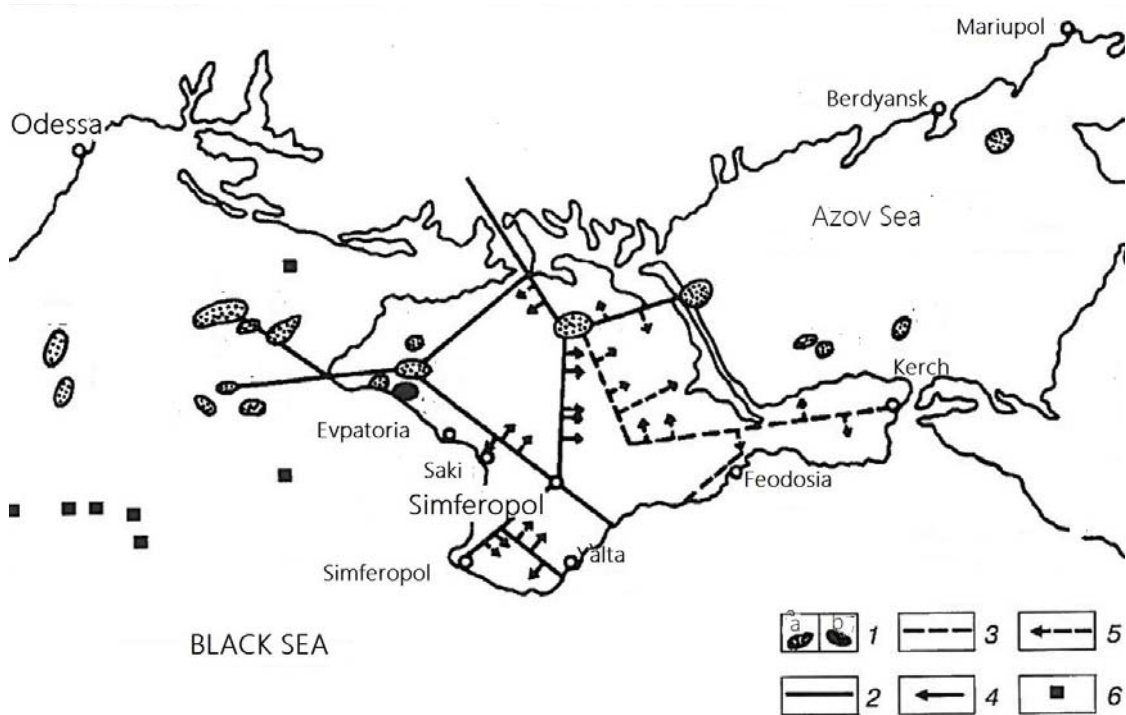 Mariupol
Berdyansk
Odessa
Azov Sea
Kerch
Evpatoria
Saki
Feodosia
Simferopol
Simferopol
Yalta
BLACK SEA
a b 1
3
5
2
4
6